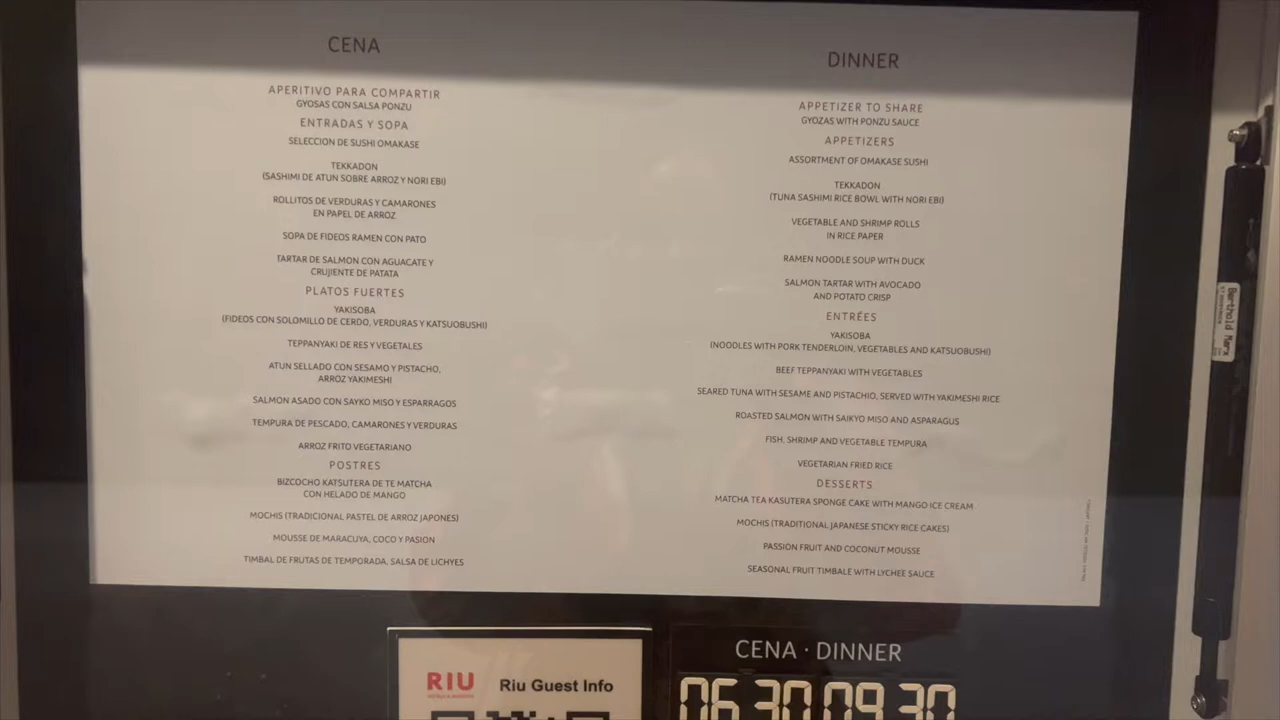 CENA
APERITIVO PARA COMPARTIR
GYOSAS CON SALSA PONZU
ENTRADAS Y SOPA
SELECCION DE SUSHI OMAKASE
TEKKADON
(SASHIMI DE ATUN SOBRE ARROZ Y NORI EBI)
ROLLITOS DE VERDURAS Y CAMARONES
EN PAPEL DE ARROZ
SOPA DE FIDEOS RAMEN CON PATO
TARTAR DE SALMON CON AGUACATE Y
CRUJIENTE DE PATATA
PLATOS FUERTES
YAKISOBA
(FIDEOS CON SOLOMILLO DE CERDO, VERDURAS Y KATSUOBUSHI)
TEPPANYAKI DE RES Y VEGETALES
ATUN SELLADO CON SESAMO Y PISTACHO,
ARROZ YAKIMESHI
SALMON ASADO CON SAYKO MISO Y ESPARRAGOS
TEMPURA DE PESCADO, CAMARONES Y VERDURAS
ARROZ FRITO VEGETARIANO
POSTRES
BIZCOCHO KATSUTERA DE TE MATCHA
CON HELADO DE MANGO
MOCHIS (TRADICIONAL PASTEL DE ARROZ JAPONES)
MOUSSE DE MARACUYA, COCO Y PASION
TIMBAL DE FRUTAS DE TEMPORADA, SALSA DE LICHYES
DINNER
APPETIZER TO SHARE
GYOZAS WITH PONZU SAUCE
APPETIZERS
ASSORTMENT OF OMAKASE SUSHI
TEKKADON
(TUNA SASHIMI RICE BOWL WITH NORI EBI)
VEGETABLE AND SHRIMP ROLLS
IN RICE PAPER
RAMEN NOODLE SOUP WITH DUCK
SALMON TARTAR WITH AVOCADO
AND POTATO CRISP
ENTRÉES
YAKISOBA
(NOODLES WITH PORK TENDERLOIN, VEGETABLES AND KATSUOBUSHI)
BEEF TEPPANYAKI WITH VEGETABLES
SEARED TUNA WITH SESAME AND PISTACHIO, SERVED WITH YAKIMESHI RICE
ROASTED SALMON WITH SAIKYO MISO AND ASPARAGUS
FISH, SHRIMP AND VEGETABLE TEMPURA
VEGETARIAN FRIED RICE
DESSERTS
MATCHA TEA KASUTERA SPONGE CAKE WITH MANGO ICE CREAM
MOCHIS (TRADITIONAL JAPANESE STICKY RICE CAKES)
PASSION FRUIT AND COCONUT MOUSSE
SEASONAL FRUIT TIMBALE WITH LYCHEE SAUCE
Berthold Marx
RIU
Riu Guest Info
CENA · DINNER
06.30 09.30